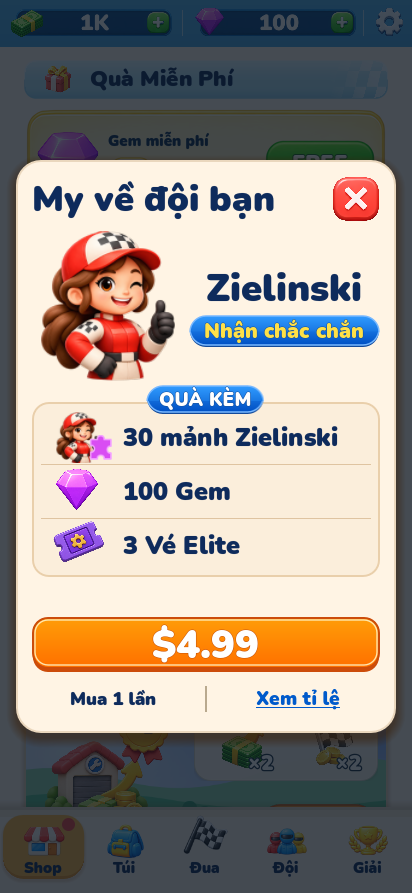 1K
100
Quà Miễn Phí
Gem miễn phí
My về đội bạn
Zielinski
Nhận chắc chắn
QUÀ KÈM
30 mảnh Zielinski
100 Gem
3 Vé Elite
$4.99
Mua 1 lần
Xem tỉ lệ
x2
x2
Shop
Túi
Đua
Đội
Giải